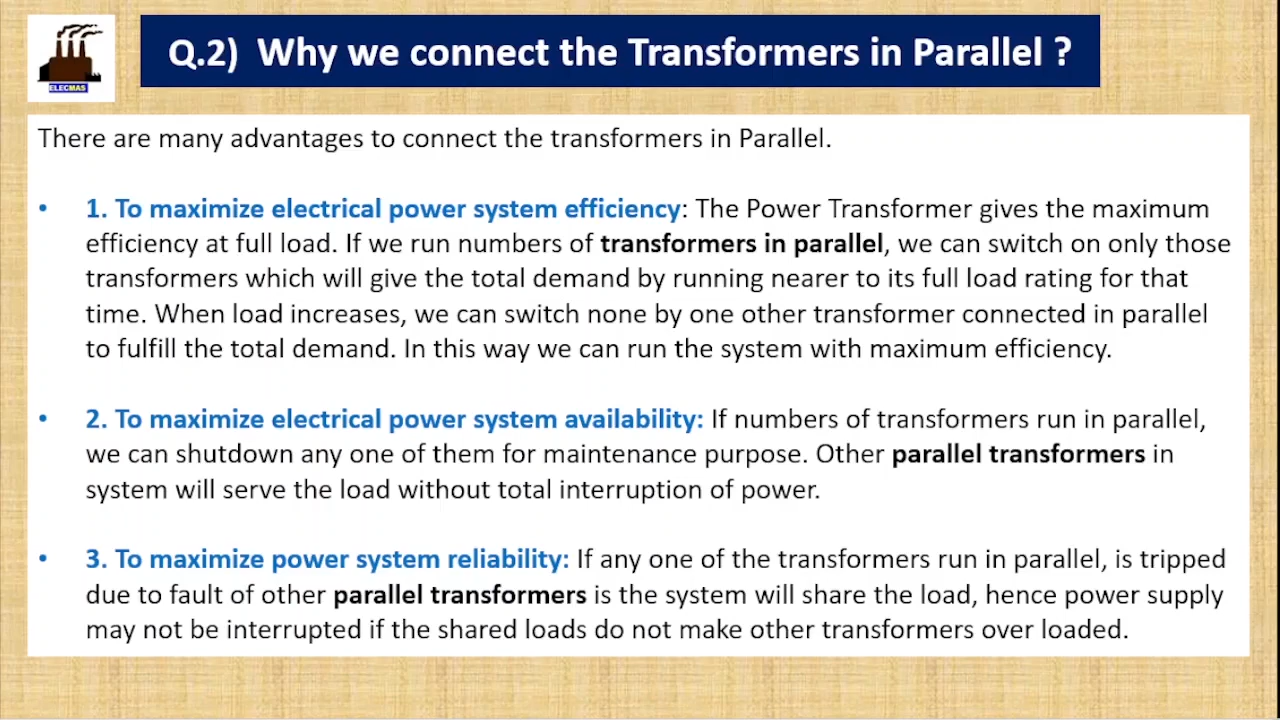 ELECMAS
Q.2) Why we connect the Transformers in Parallel ?
There are many advantages to connect the transformers in Parallel.
• 1. To maximize electrical power system efficiency: The Power Transformer gives the maximum
efficiency at full load. If we run numbers of transformers in parallel, we can switch on only those
transformers which will give the total demand by running nearer to its full load rating for that
time. When load increases, we can switch none by one other transformer connected in parallel
to fulfill the total demand. In this way we can run the system with maximum efficiency.
• 2. To maximize electrical power system availability: If numbers of transformers run in parallel,
we can shutdown any one of them for maintenance purpose. Other parallel transformers in
system will serve the load without total interruption of power.
• 3. To maximize power system reliability: If any one of the transformers run in parallel, is tripped
due to fault of other parallel transformers is the system will share the load, hence power supply
may not be interrupted if the shared loads do not make other transformers over loaded.